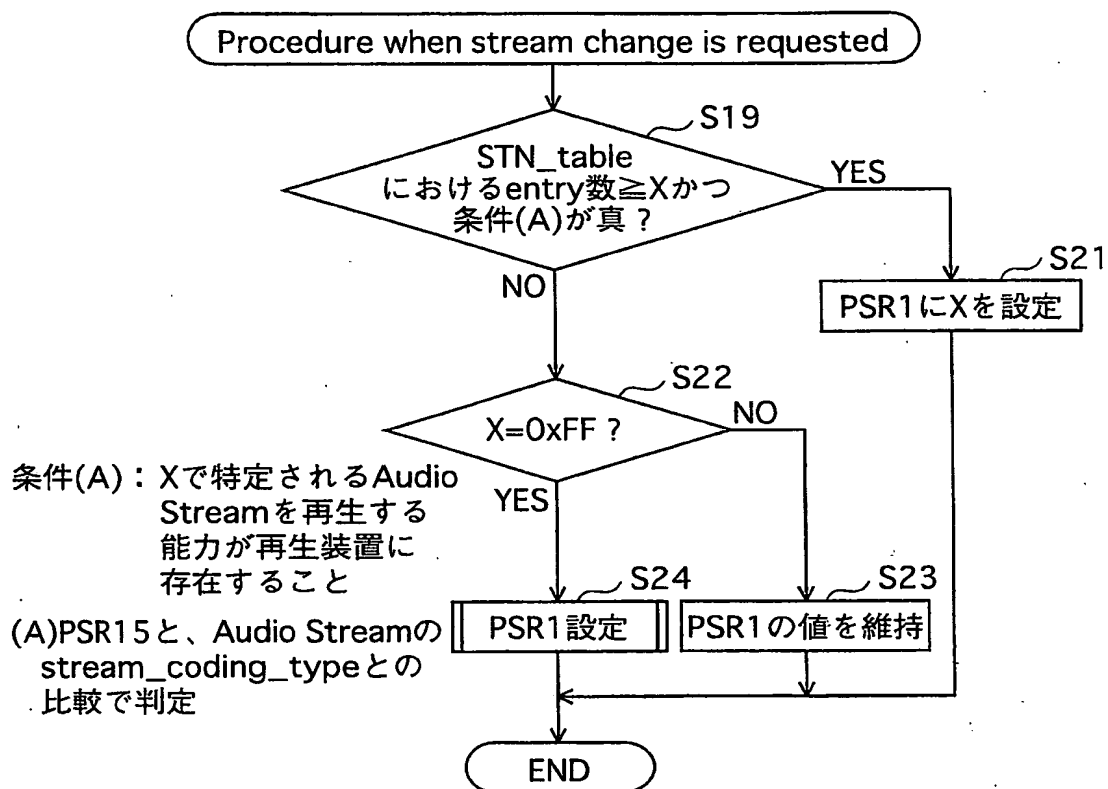 Procedure when stream change is requested
S19
STN_table
におけるentry数≧Xかつ
条件(A)が真？
YES
NO
S21
PSR1にXを設定
S22
X=0xFF？
NO
YES
条件(A)：Xで特定されるAudio
Streamを再生する
能力が再生装置に
存在すること
(A)PSR15と、Audio Streamの
stream_coding_typeとの
比較で判定
S24
PSR1設定
S23
PSR1の値を維持
END